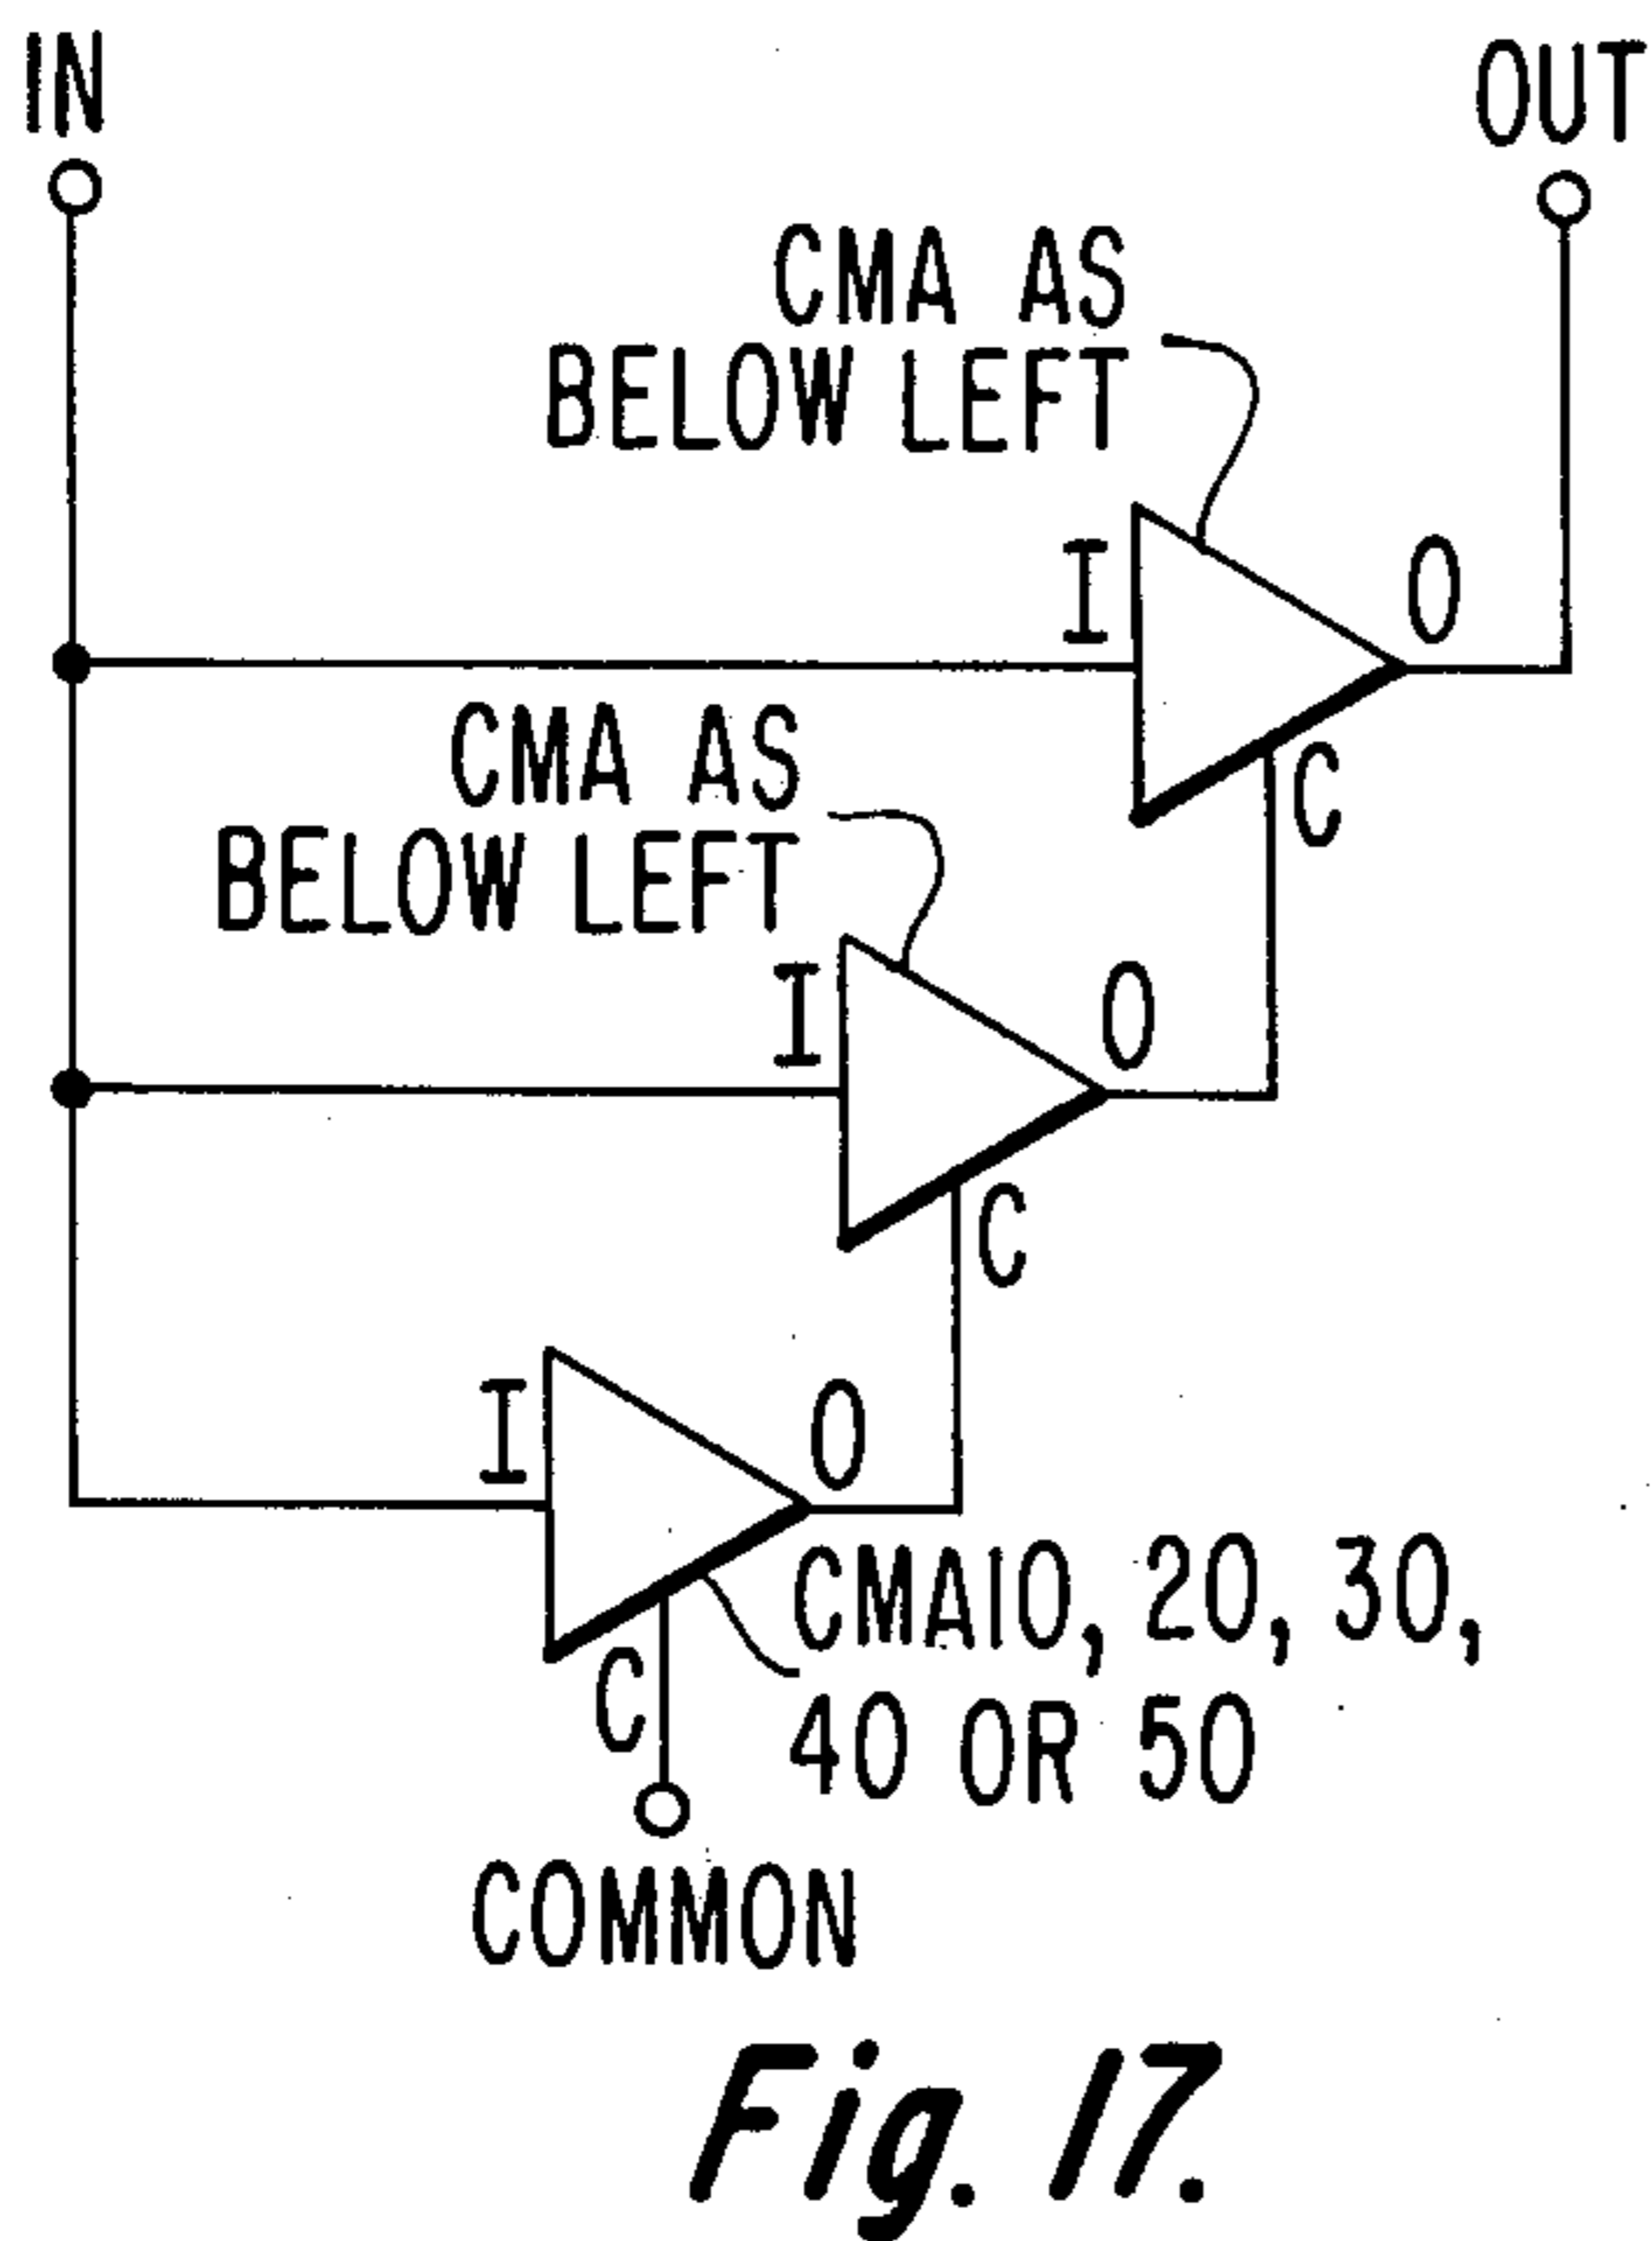 IN
OUT
CMA AS
BELOW LEFT
I
O
C
CMA AS
BELOW LEFT
I
O
C
I
O
C
CMA10, 20, 30,
40 OR 50
COMMON
Fig. 17.